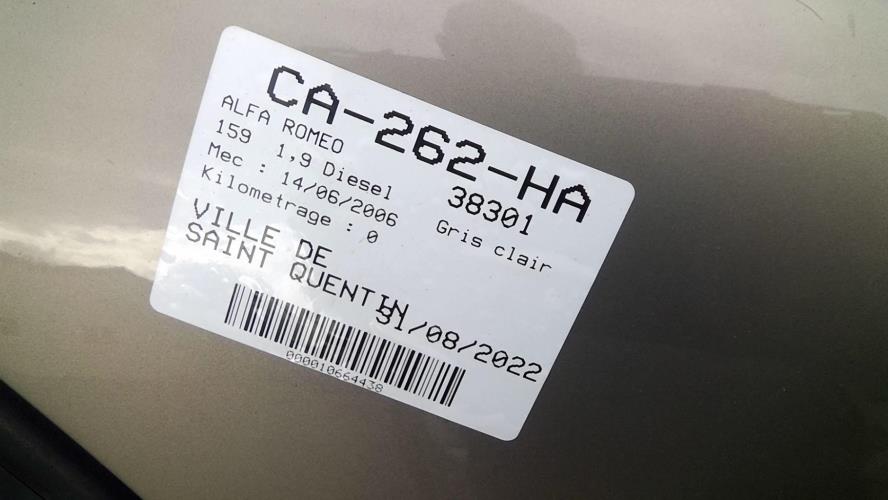 CA-262-HA
ALFA ROMEO 38301
159 1,9 Diesel Gris clair
Mec : 14/06/2006
Kilometrage : 0
VILLE DE
SAINT QUENTIN
31/08/2022
000010664438